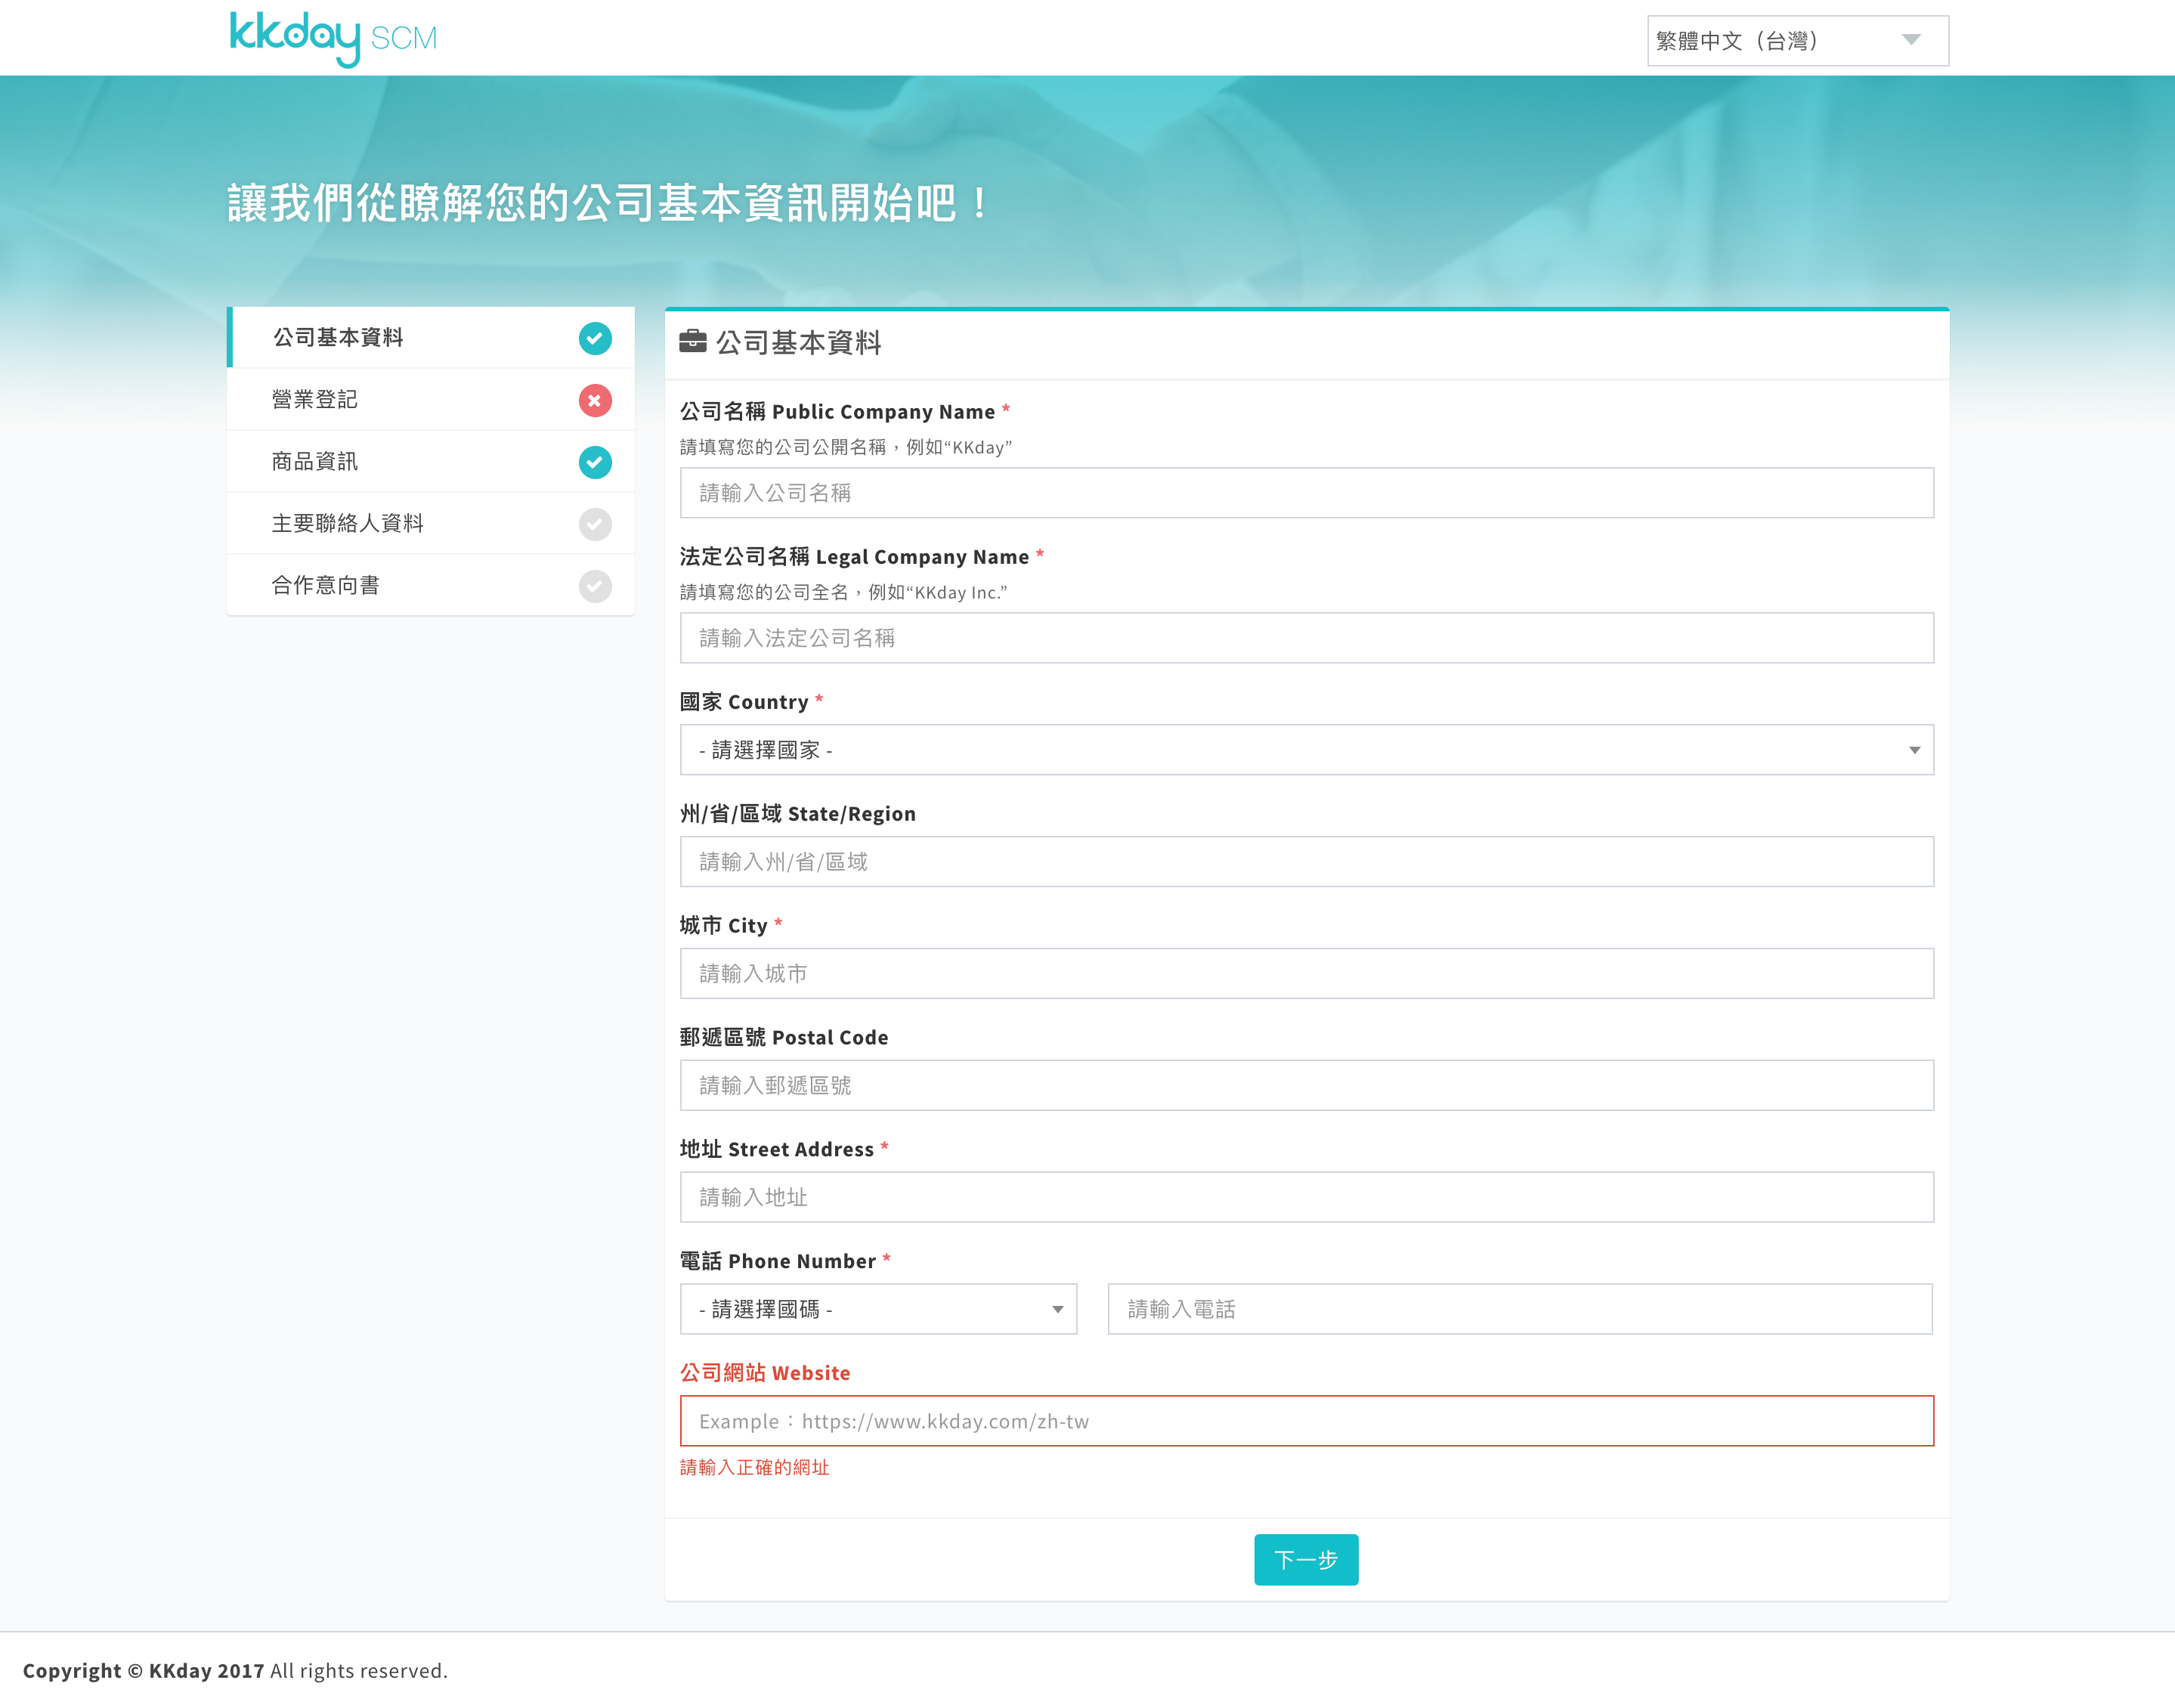 kkday SCM
繁體中文（台灣）
讓我們從瞭解您的公司基本資訊開始吧！
公司基本資料
營業登記
商品資訊
主要聯絡人資料
合作意向書
公司基本資料
公司名稱 Public Company Name *
請填寫您的公司公開名稱，例如“KKday”
請輸入公司名稱
法定公司名稱 Legal Company Name *
請填寫您的公司全名，例如“KKday Inc.”
請輸入法定公司名稱
國家 Country *
- 請選擇國家 -
州/省/區域 State/Region
請輸入州/省/區域
城市 City *
請輸入城市
郵遞區號 Postal Code
請輸入郵遞區號
地址 Street Address *
請輸入地址
電話 Phone Number *
- 請選擇國碼 - 請輸入電話
公司網站 Website
Example：https://www.kkday.com/zh-tw
請輸入正確的網址
下一步
Copyright © KKday 2017 All rights reserved.